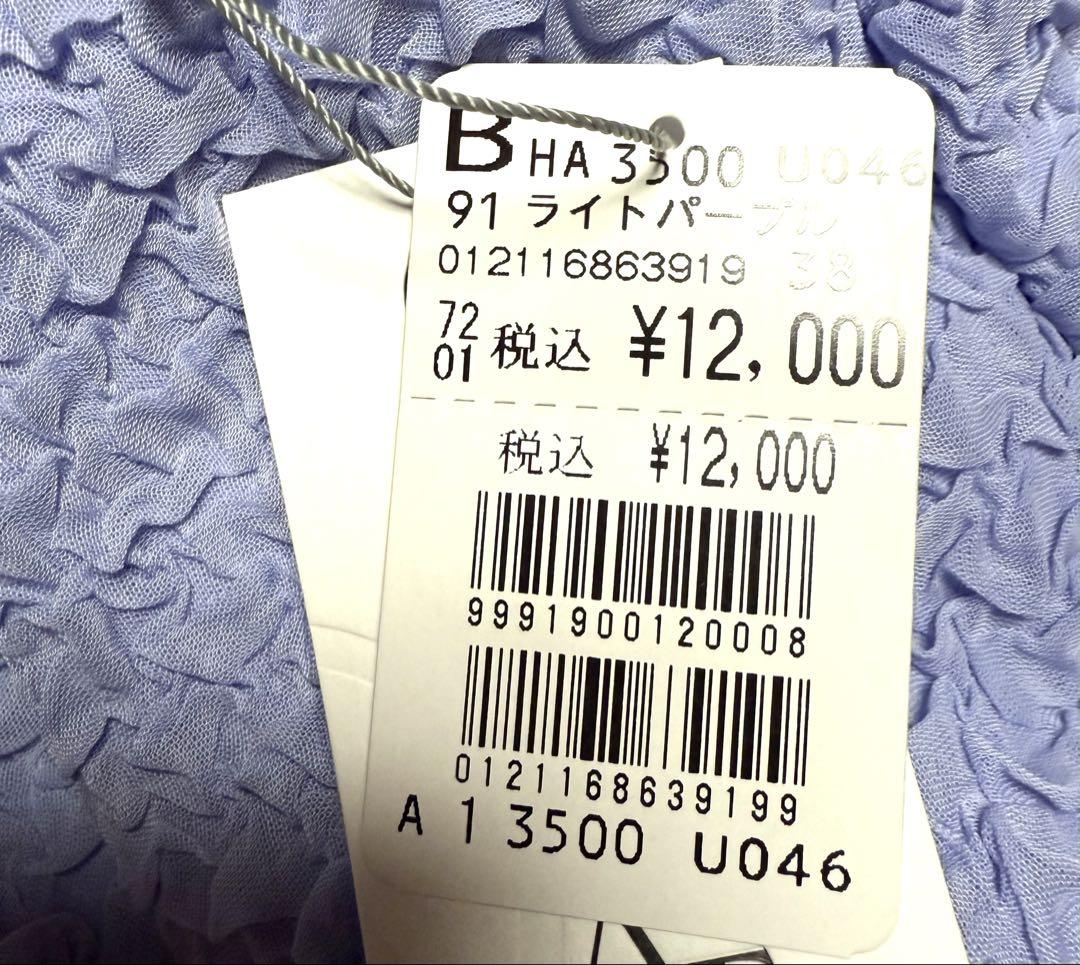 B HA 3500 U046
91 ライトパープル
012116863919 38
72
01 税込 ¥12,000
税込 ¥12,000
9991900120008
0121168639199
A 1 3500 U046